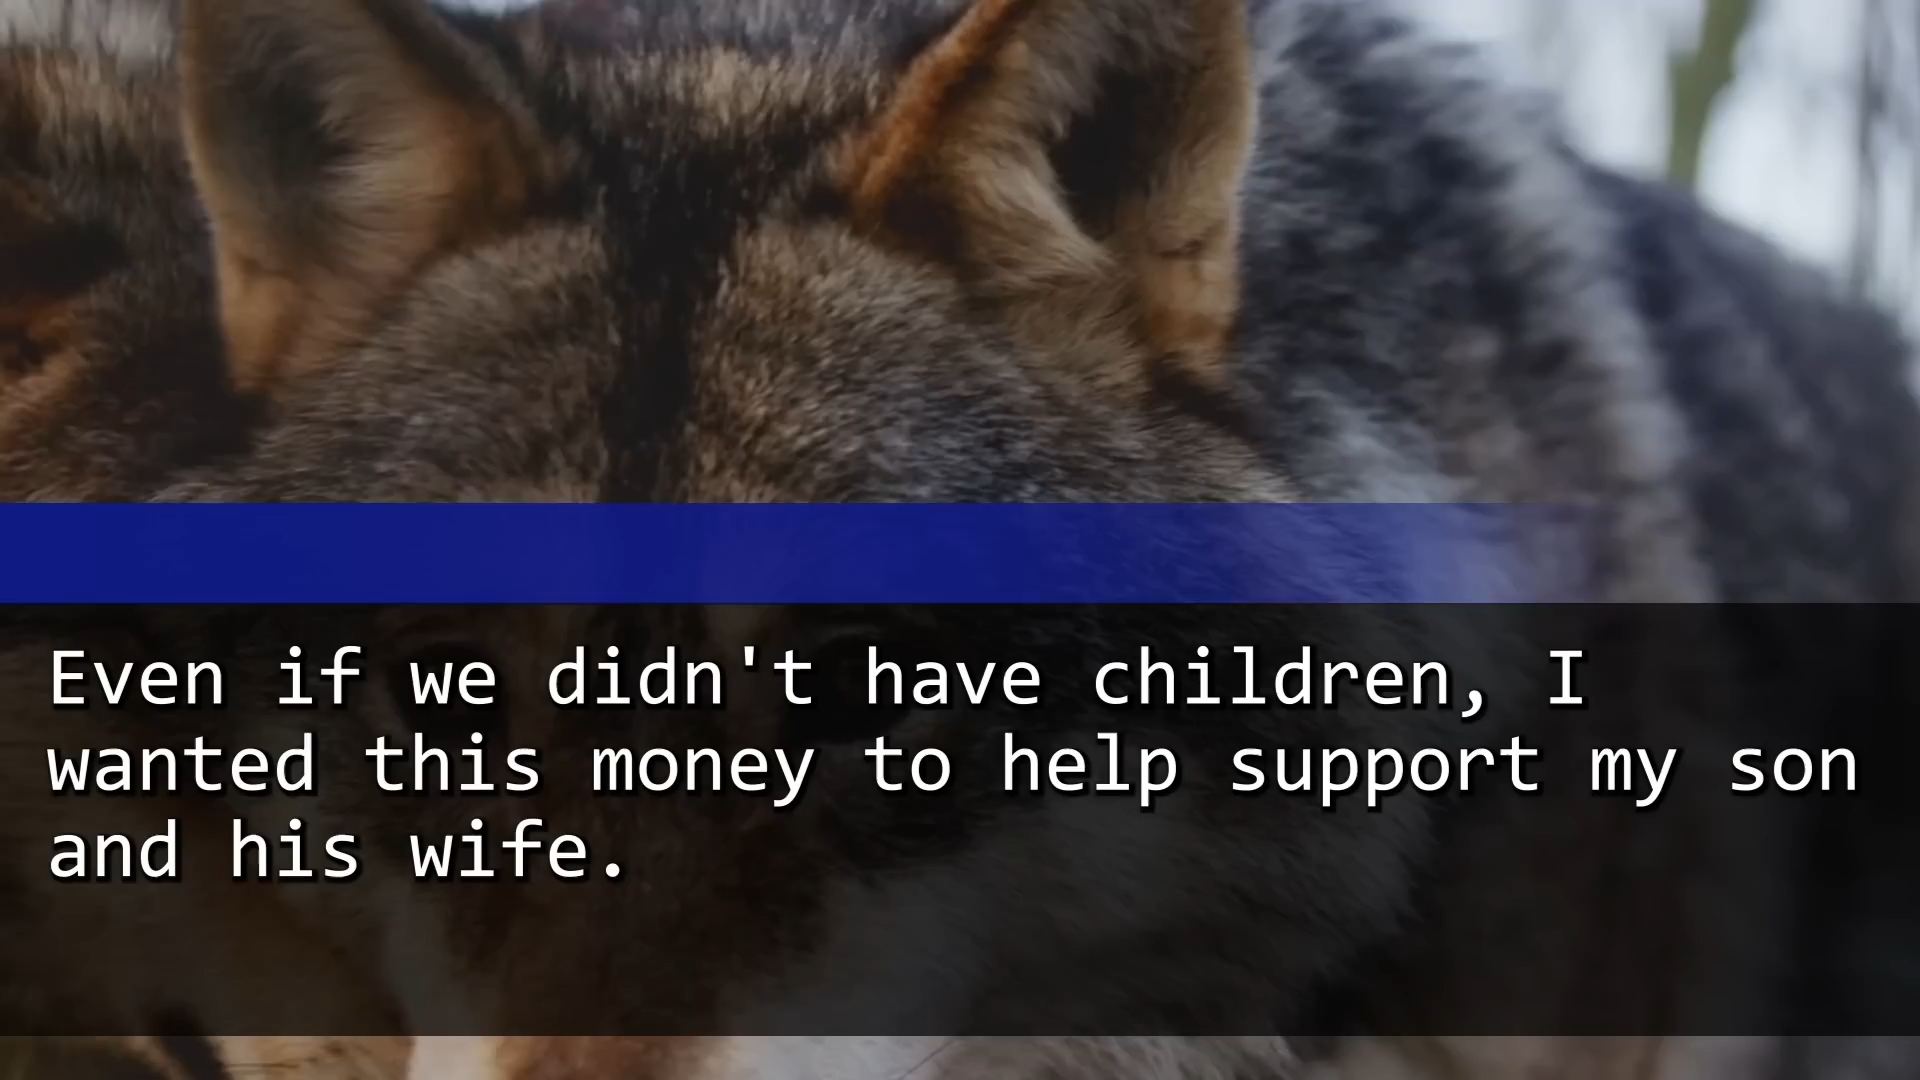 Even if we didn't have children, I
wanted this money to help support my son
and his wife.